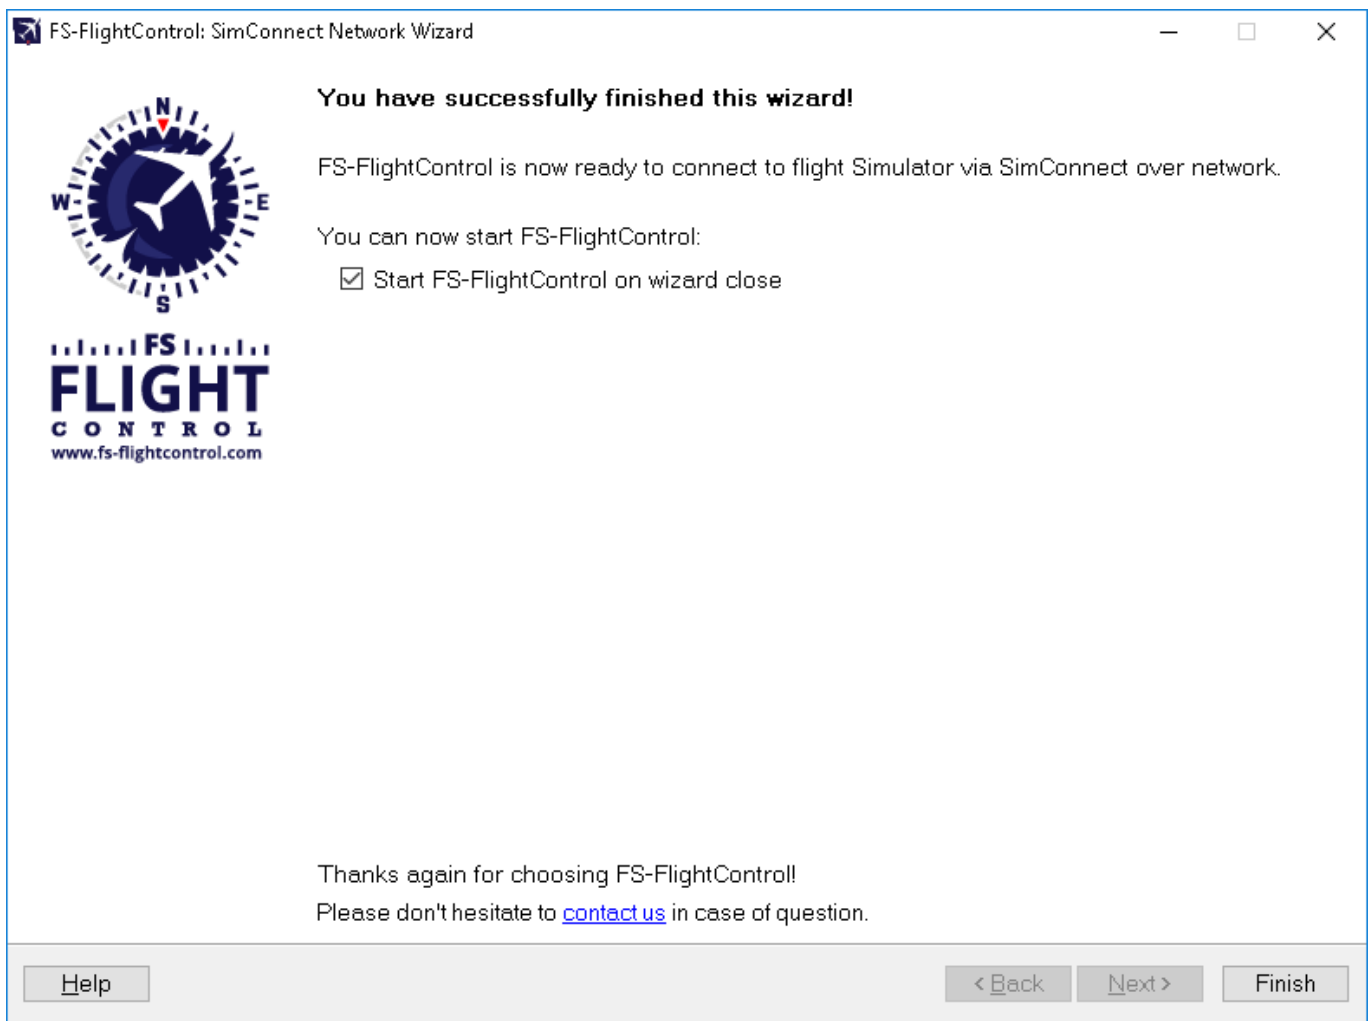 FS-FlightControl: SimConnect Network Wizard
N
W
E
S
FS
FLIGHT
CONTROL
www.fs-flightcontrol.com
You have successfully finished this wizard!
FS-FlightControl is now ready to connect to flight Simulator via SimConnect over network.
You can now start FS-FlightControl:
Start FS-FlightControl on wizard close
Thanks again for choosing FS-FlightControl!
Please don't hesitate to contact us in case of question.
Help
< Back
Next >
Finish